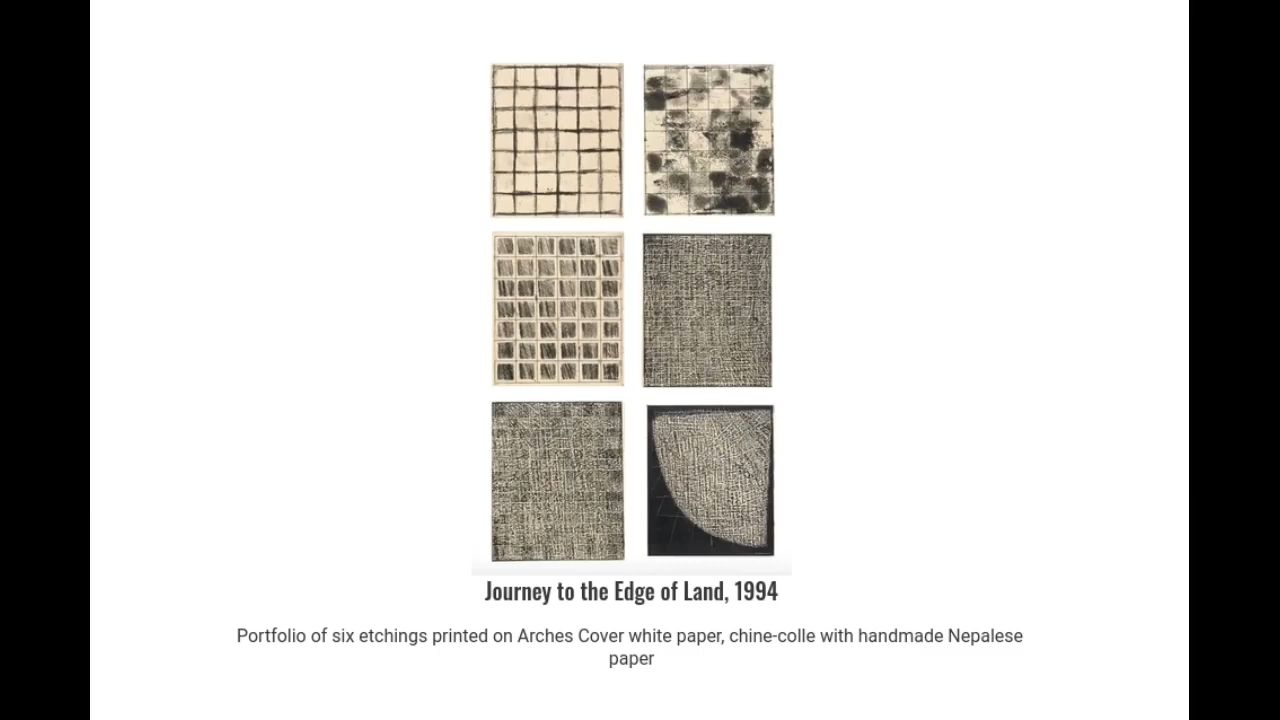 Journey to the Edge of Land, 1994
Portfolio of six etchings printed on Arches Cover white paper, chine-colle with handmade Nepalese
paper